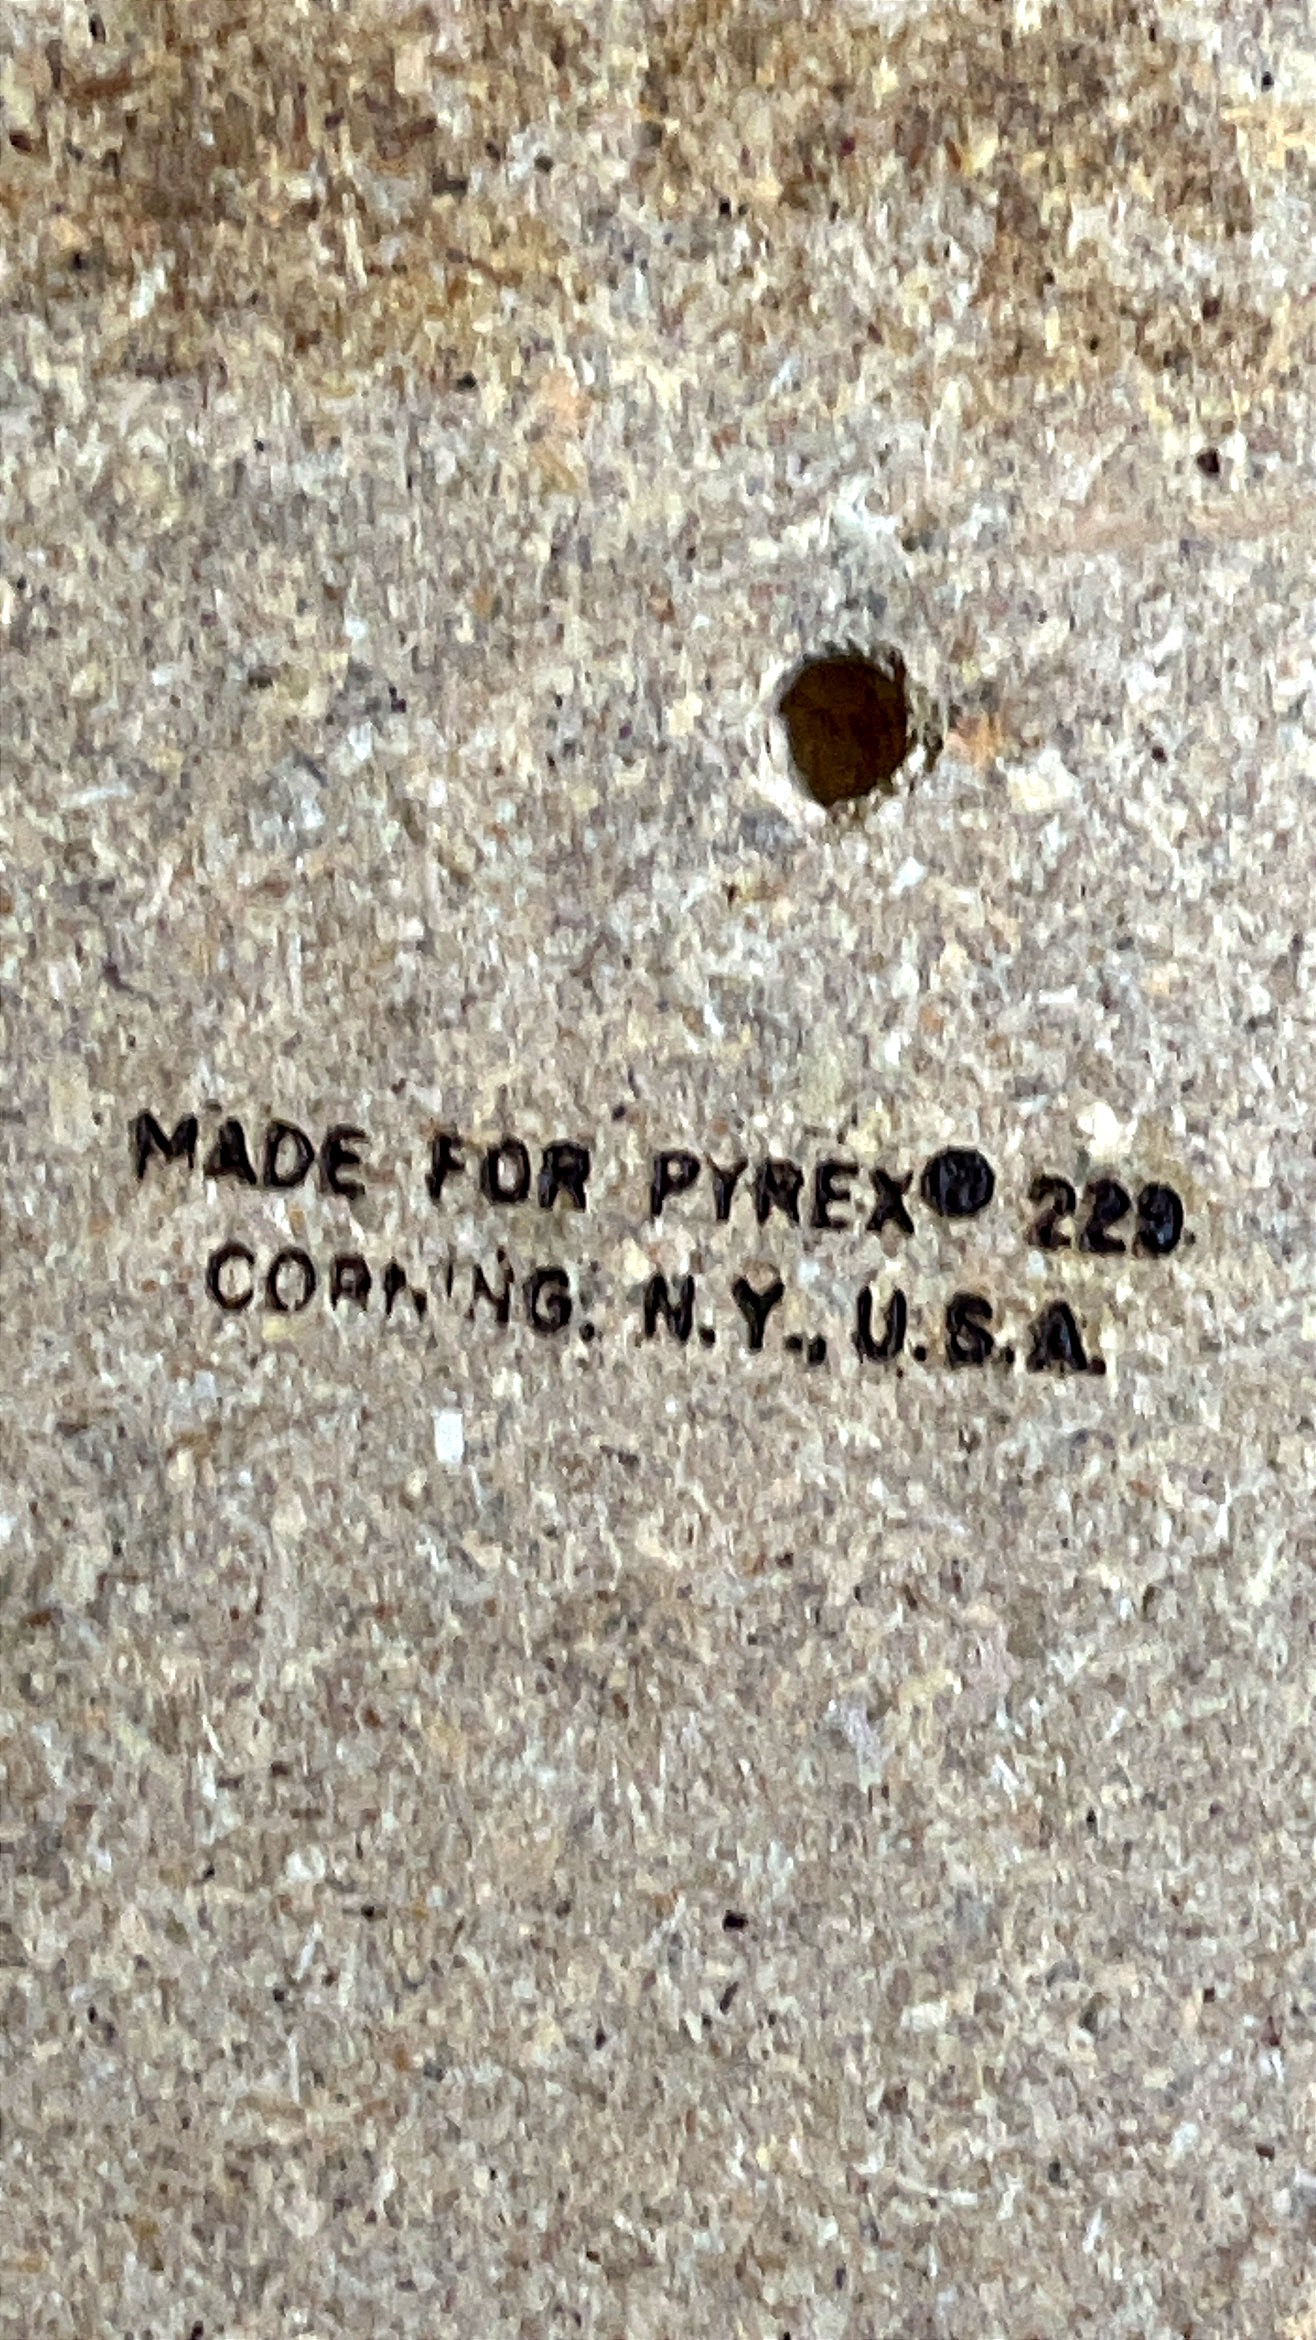 MADE FOR PYREX® 229
CORNING, N.Y., U.S.A.